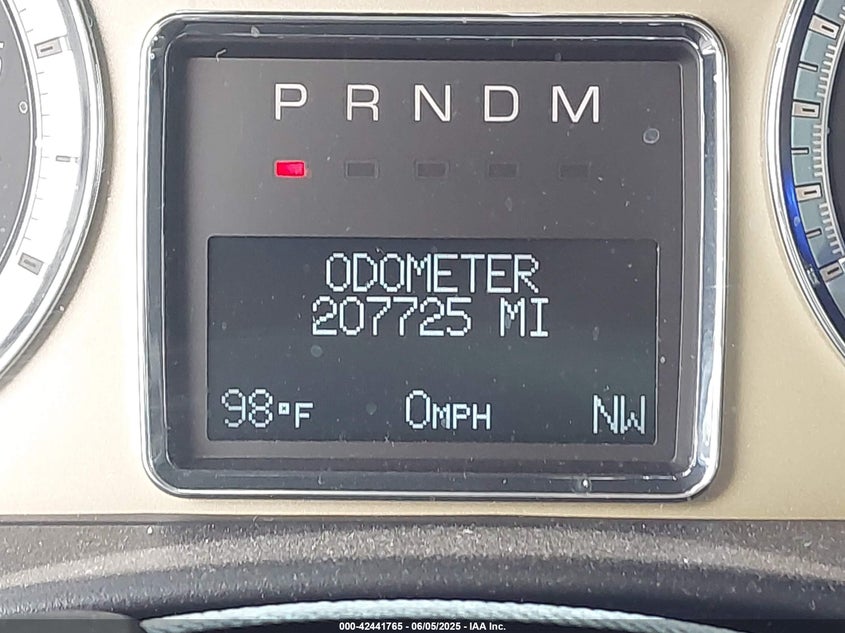 P R N D M
ODOMETER
207725 MI
98°F 0MPH NW
000-42441765 - 06/05/2025 - IAA Inc.